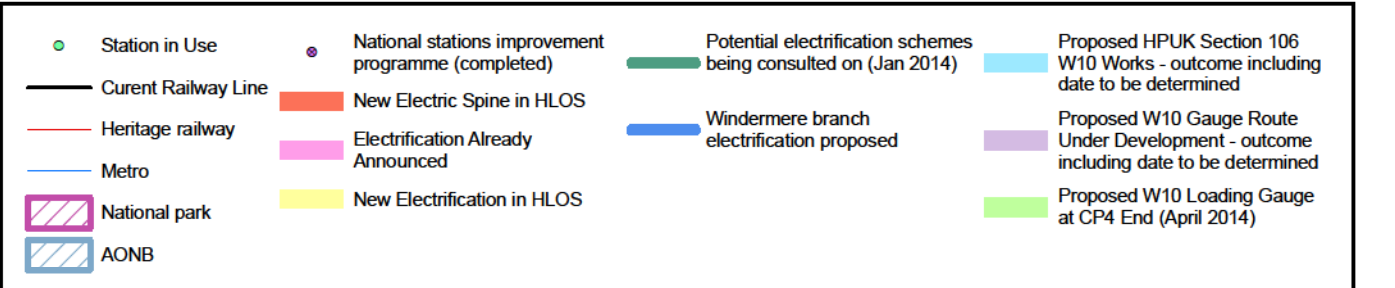 Station in Use
Curent Railway Line
Heritage railway
Metro
National park
AONB
National stations improvement
programme (completed)
New Electric Spine in HLOS
Electrification Already
Announced
New Electrification in HLOS
Potential electrification schemes
being consulted on (Jan 2014)
Windermere branch
electrification proposed
Proposed HPUK Section 106
W10 Works - outcome including
date to be determined
Proposed W10 Gauge Route
Under Development - outcome
including date to be determined
Proposed W10 Loading Gauge
at CP4 End (April 2014)